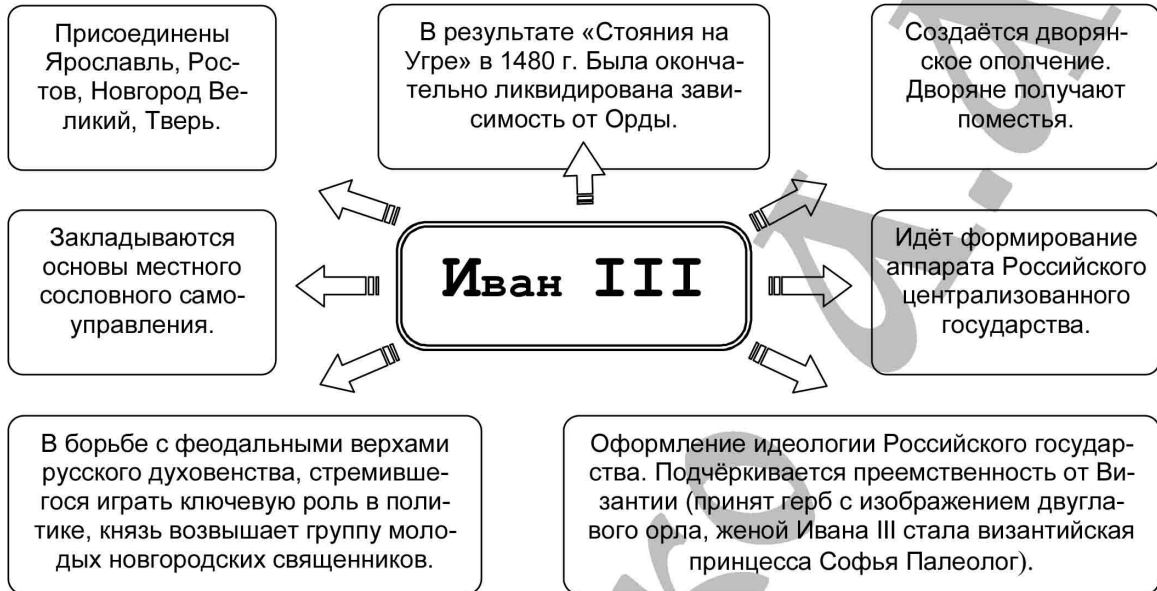 Присоединены
Ярославль, Рос-
тов, Новгород Ве-
ликий, Тверь.
В результате «Стояния на
Угре» в 1480 г. Была оконча-
тельно ликвидирована зави-
симость от Орды.
Создаётся дворян-
ское ополчение.
Дворяне получают
поместья.
Закладываются
основы местного
сословного само-
управления.
Иван III
Идёт формирование
аппарата Российского
централизованного
государства.
В борьбе с феодальными верхами
русского духовенства, стремивше-
гося играть ключевую роль в поли-
тике, князь возвышает группу моло-
дых новгородских священников.
Оформление идеологии Российского государ-
ства. Подчёркивается преемственность от Ви-
зантии (принят герб с изображением двугла-
вого орла, женой Ивана III стала византийская
принцесса Софья Палеолог).